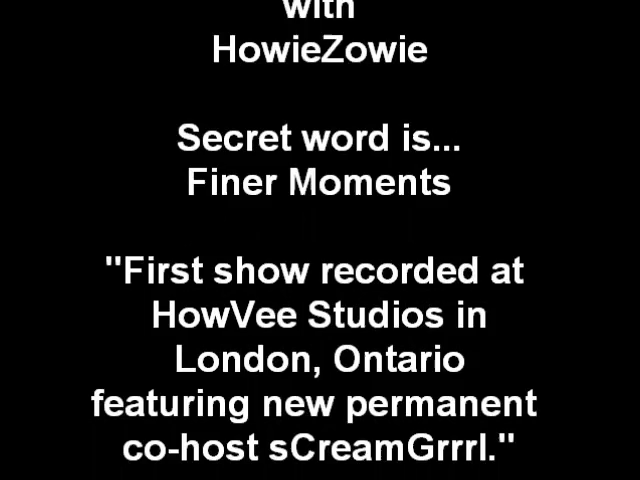 with
HowieZowie
Secret word is...
Finer Moments
"First show recorded at
HowVee Studios in
London, Ontario
featuring new permanent
co-host sCreamGrrrl."